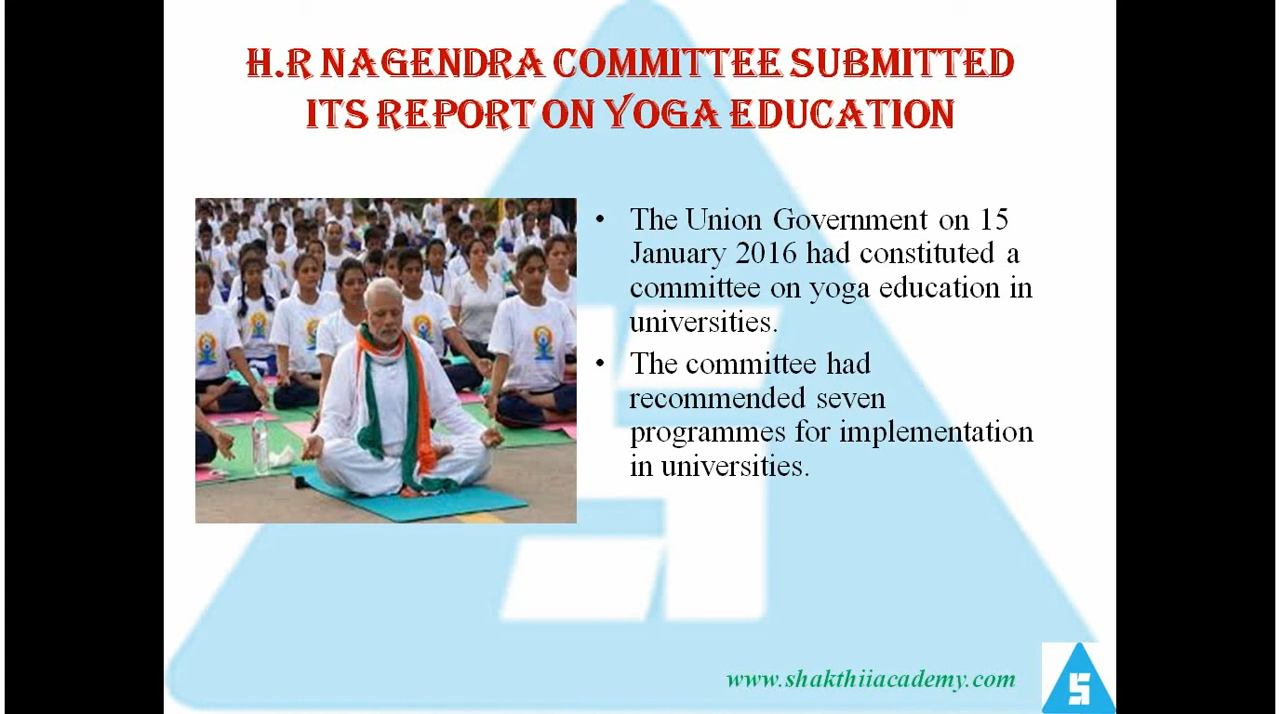 H.R NAGENDRA COMMITTEE SUBMITTED
ITS REPORT ON YOGA EDUCATION
• The Union Government on 15
January 2016 had constituted a
committee on yoga education in
universities.
• The committee had
recommended seven
programmes for implementation
in universities.
www.shakthiiacademy.com
S